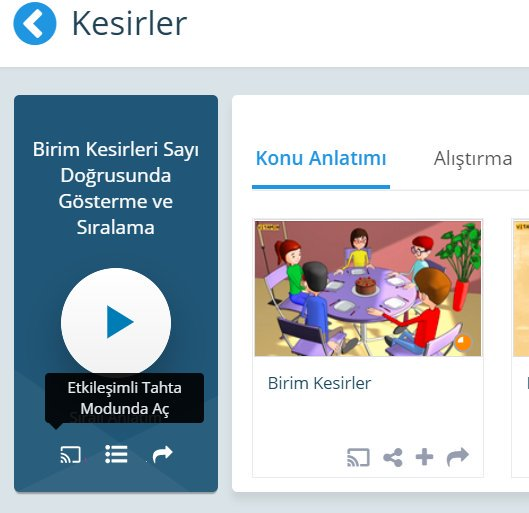 Kesirler
Birim Kesirleri Sayı
Doğrusunda
Gösterme ve
Sıralama
Etkileşimli Tahta
Modunda Aç
Konu Anlatımı
Alıştırma
Birim Kesirler